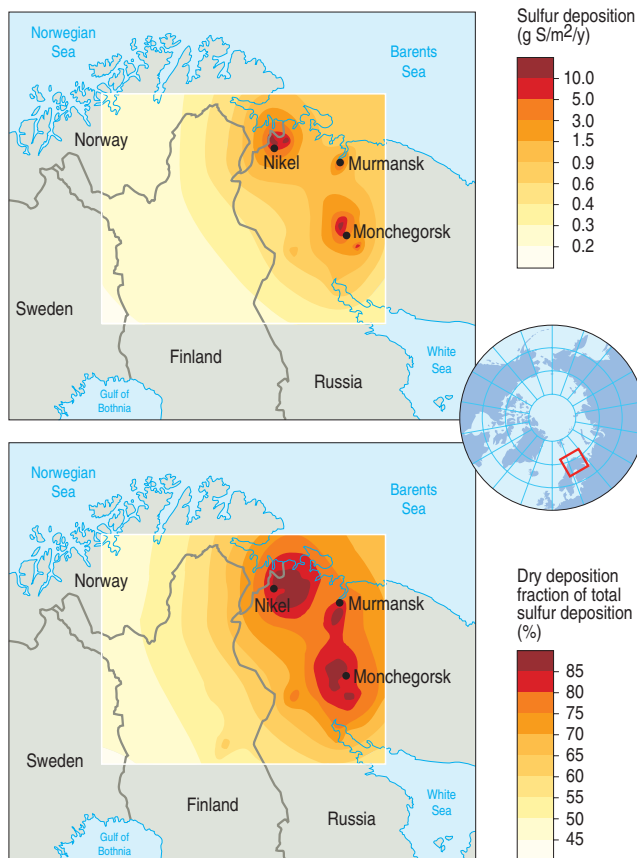 Norwegian
Sea
Barents
Sea
Norway
Nikel
Murmansk
Monchegorsk
Sweden
Finland
Russia
White
Sea
Gulf of
Bothnia
Sulfur deposition
(g S/m2/y)
10.0
5.0
3.0
1.5
0.9
0.6
0.4
0.3
0.2
Norwegian
Sea
Barents
Sea
Norway
Nikel
Murmansk
Monchegorsk
Sweden
Finland
Russia
White
Sea
Gulf of
Bothnia
Dry deposition
fraction of total
sulfur deposition
(%)
85
80
75
70
65
60
55
50
45